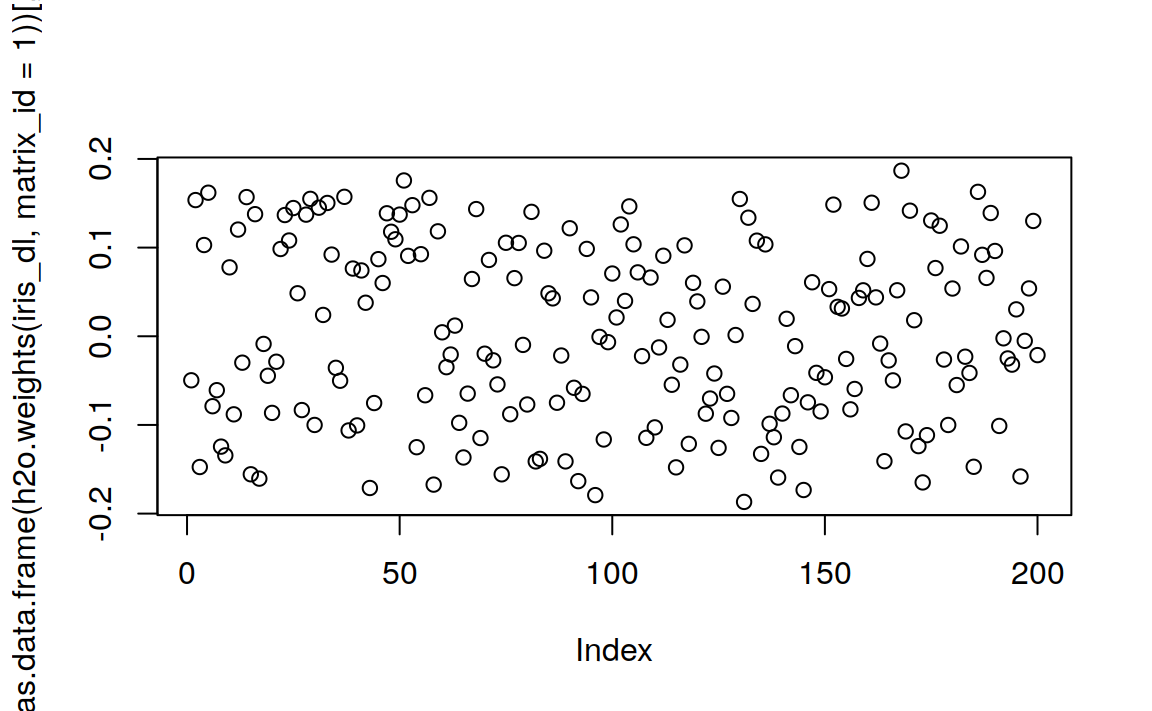 as.data.frame(h2o.weights(iris_dl, matrix_id = 1))[
0.2
0.1
0.0
-0.1
-0.2
0 50 100 150 200
Index